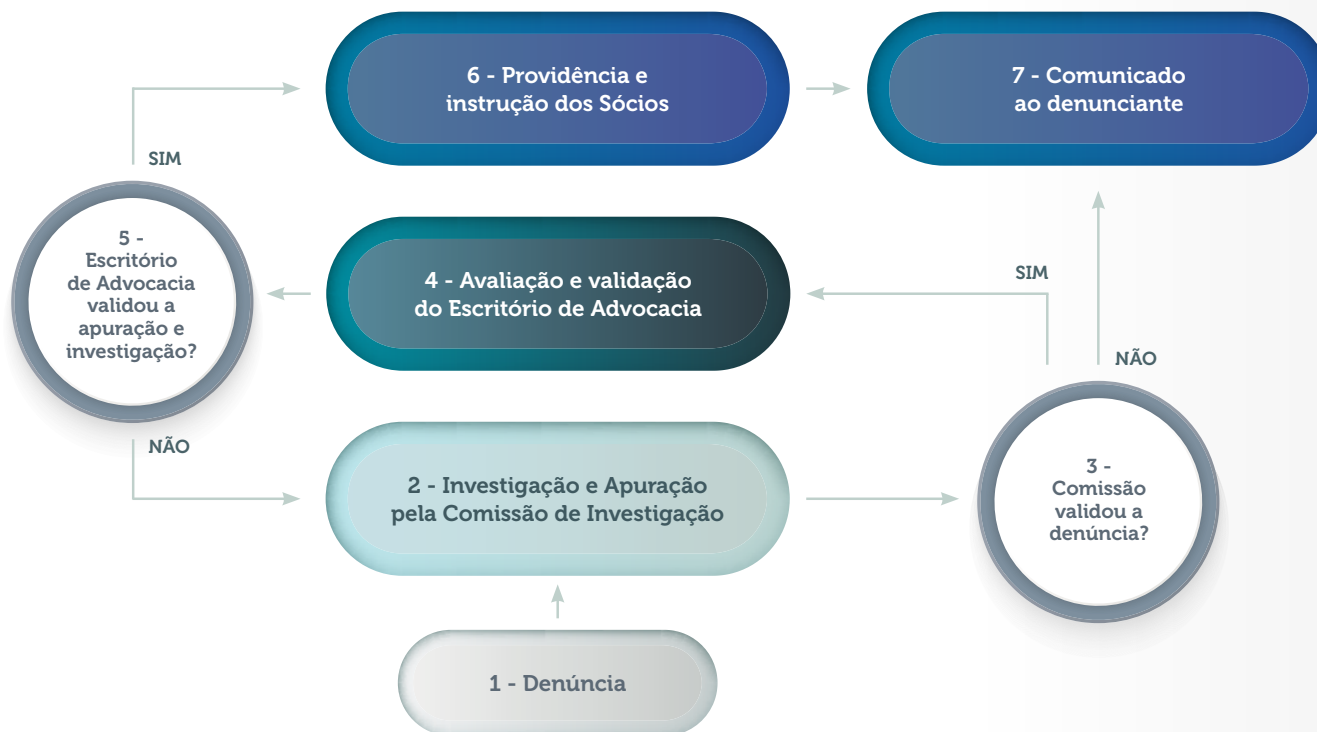 6 - Providência e
instrução dos Sócios
7 - Comunicado
ao denunciante
SIM
5 -
Escritório
de Advocacia
validou a
apuração e
investigação?
4 - Avaliação e validação
do Escritório de Advocacia
SIM
NÃO
NÃO
2 - Investigação e Apuração
pela Comissão de Investigação
3 -
Comissão
validou a
denúncia?
1 - Denúncia